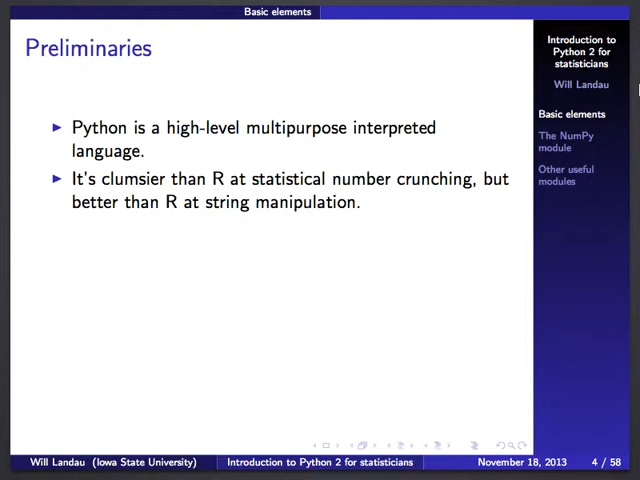 Basic elements
Preliminaries
Python is a high-level multipurpose interpreted
language.
It's clumsier than R at statistical number crunching, but
better than R at string manipulation.
Introduction to
Python 2 for
statisticians
Will Landau
Basic elements
The NumPy
module
Other useful
modules
Will Landau (Iowa State University)
Introduction to Python 2 for statisticians
November 18, 2013
4 / 58